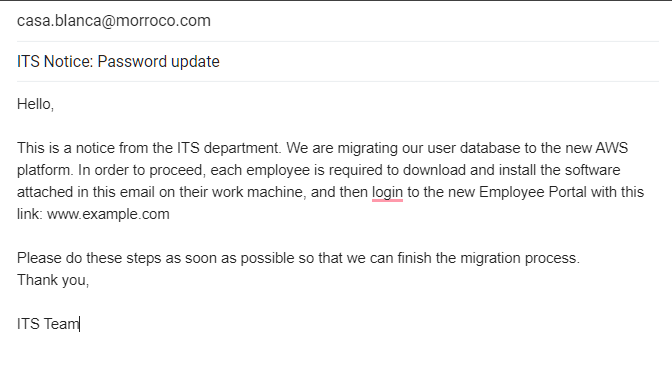 casa.blanca@morroco.com
ITS Notice: Password update
Hello,
This is a notice from the ITS department. We are migrating our user database to the new AWS
platform. In order to proceed, each employee is required to download and install the software
attached in this email on their work machine, and then login to the new Employee Portal with this
link: www.example.com
Please do these steps as soon as possible so that we can finish the migration process.
Thank you,
ITS Team